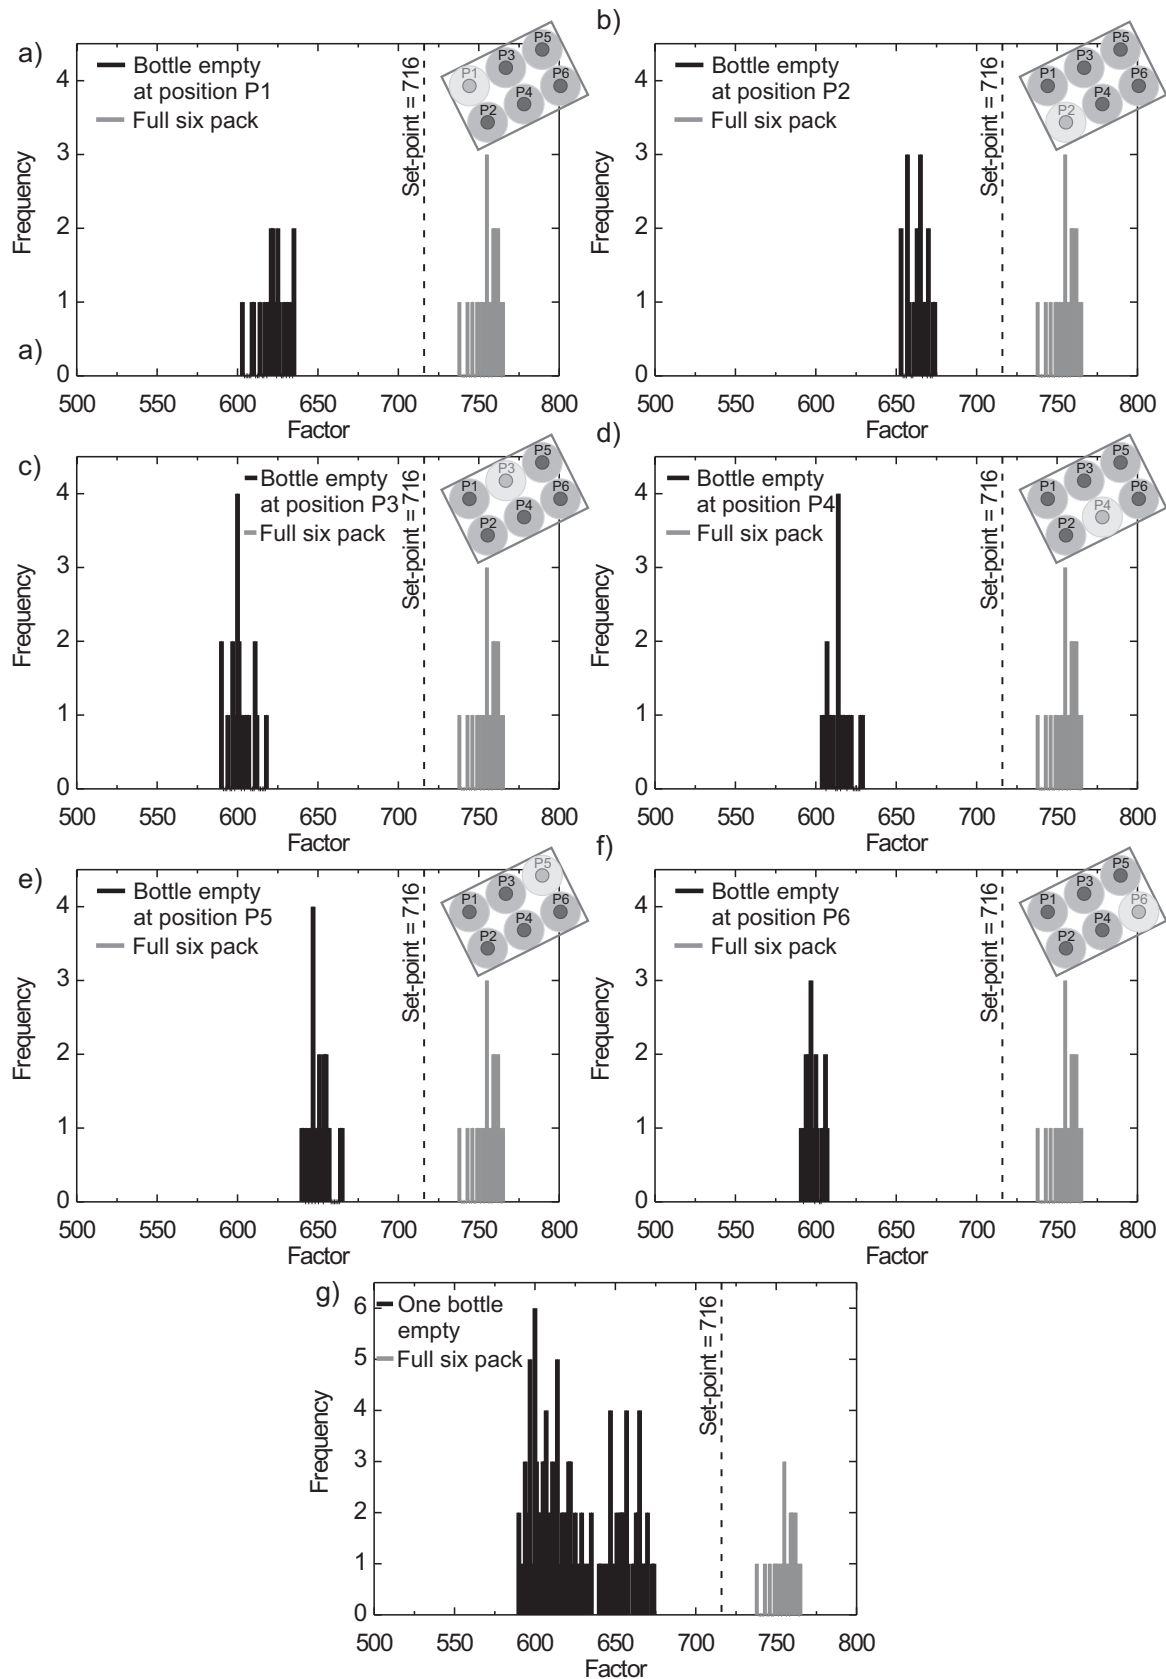 a)
Bottle empty
at position P1
Full six pack
Set-point = 716
P1
P2
P3
P4
P5
P6
Frequency
4
3
2
1
0
a)
500 550 600 650 700 750 800
Factor
b)
Bottle empty
at position P2
Full six pack
Set-point = 716
P1
P2
P3
P4
P5
P6
Frequency
4
3
2
1
0
500 550 600 650 700 750 800
Factor
c)
Bottle empty
at position P3
Full six pack
Set-point = 716
P1
P2
P3
P4
P5
P6
Frequency
4
3
2
1
0
500 550 600 650 700 750 800
Factor
d)
Bottle empty
at position P4
Full six pack
Set-point = 716
P1
P2
P3
P4
P5
P6
Frequency
4
3
2
1
0
500 550 600 650 700 750 800
Factor
e)
Bottle empty
at position P5
Full six pack
Set-point = 716
P1
P2
P3
P4
P5
P6
Frequency
4
3
2
1
0
500 550 600 650 700 750 800
Factor
f)
Bottle empty
at position P6
Full six pack
Set-point = 716
P1
P2
P3
P4
P5
P6
Frequency
4
3
2
1
0
500 550 600 650 700 750 800
Factor
g)
One bottle
empty
Full six pack
Set-point = 716
Frequency
6
5
4
3
2
1
0
500 550 600 650 700 750 800
Factor